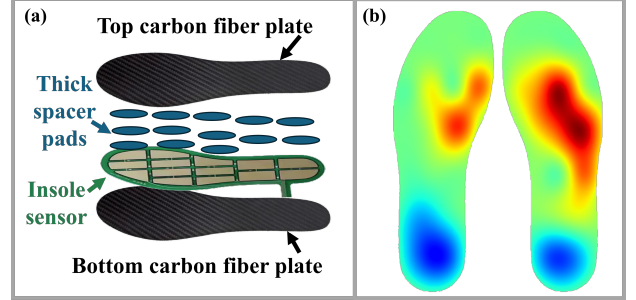 (a)
Top carbon fiber plate
Thick
spacer
pads
Insole
sensor
Bottom carbon fiber plate
(b)